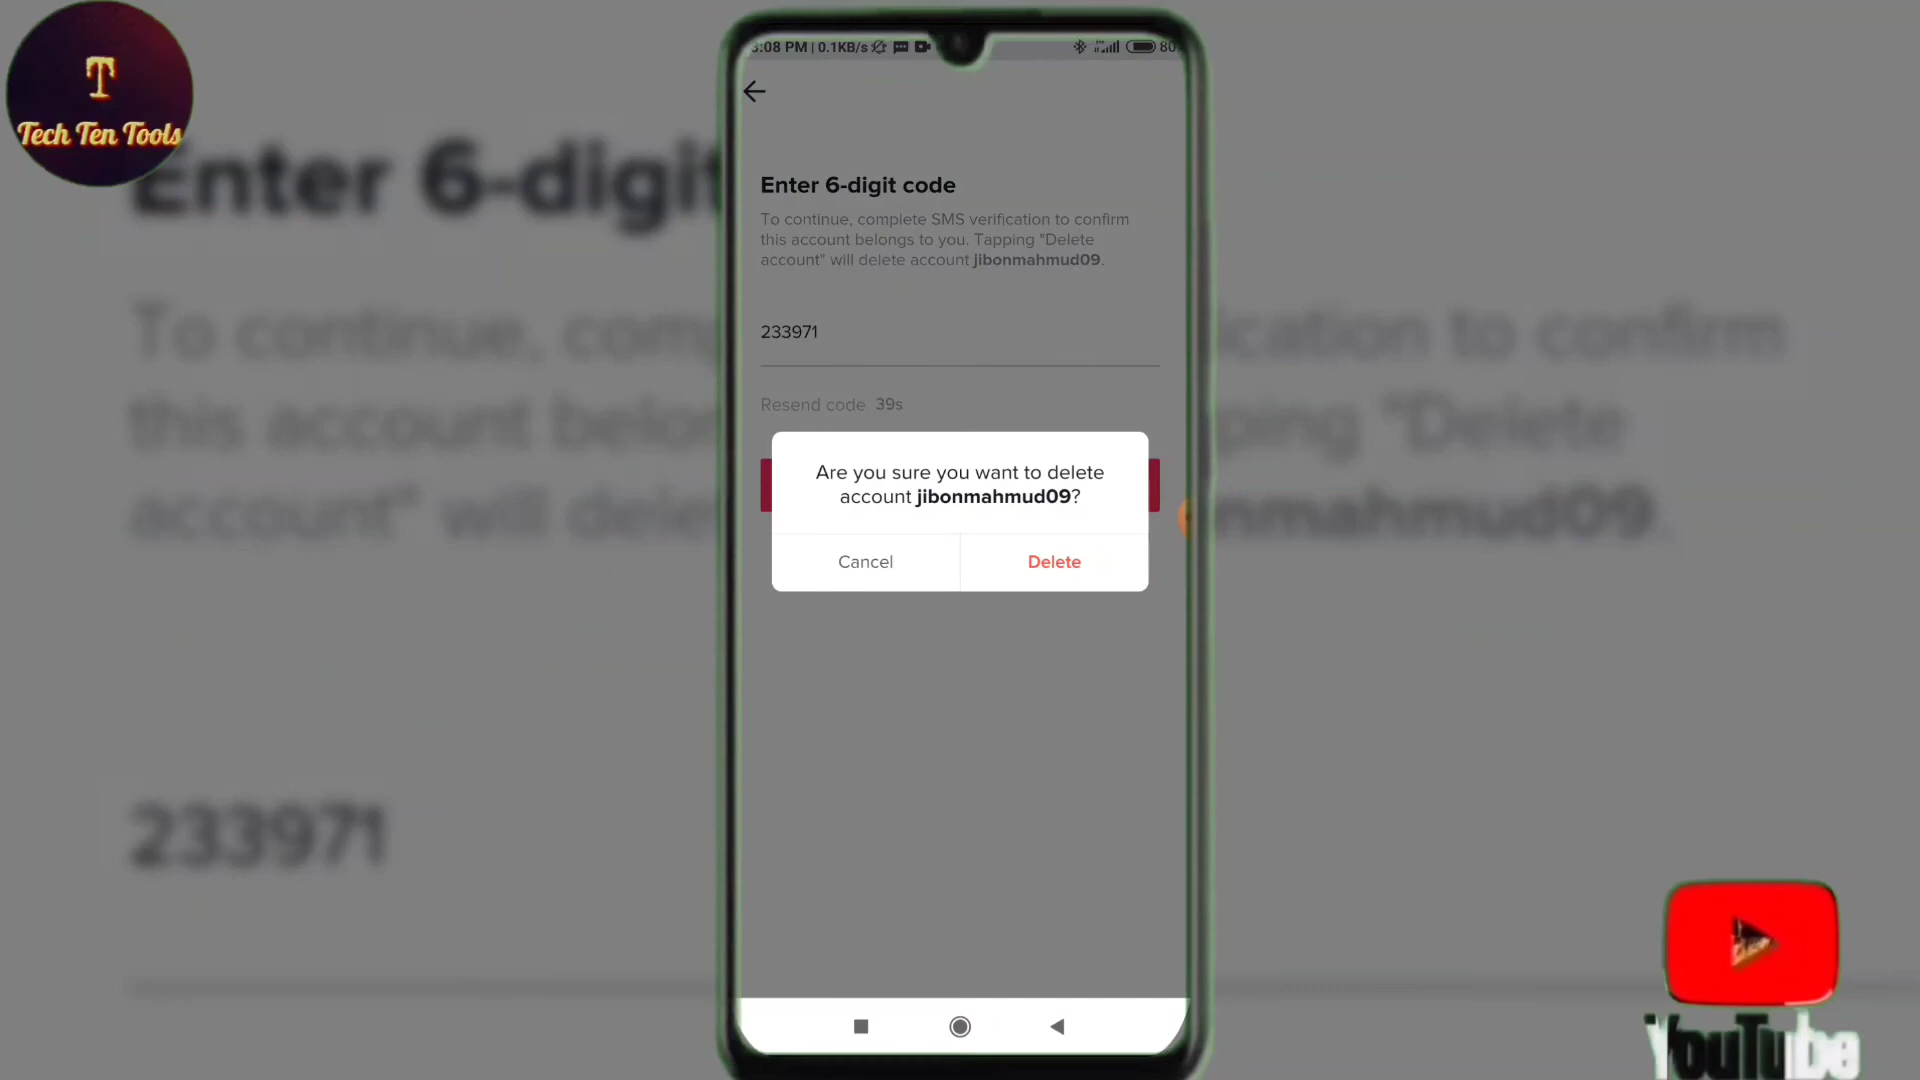 T
Tech Ten Tools
Enter 6-digit
To continue, comp
ication to confirm
this account belon
ping "Delete
account" will dele
nmahmud09.
233971
:08 PM | 0.1KB/s
80
Enter 6-digit code
To continue, complete SMS verification to confirm
this account belongs to you. Tapping "Delete
account" will delete account jibonmahmud09.
233971
Resend code 39s
Are you sure you want to delete
account jibonmahmud09?
Cancel
Delete
YouTube